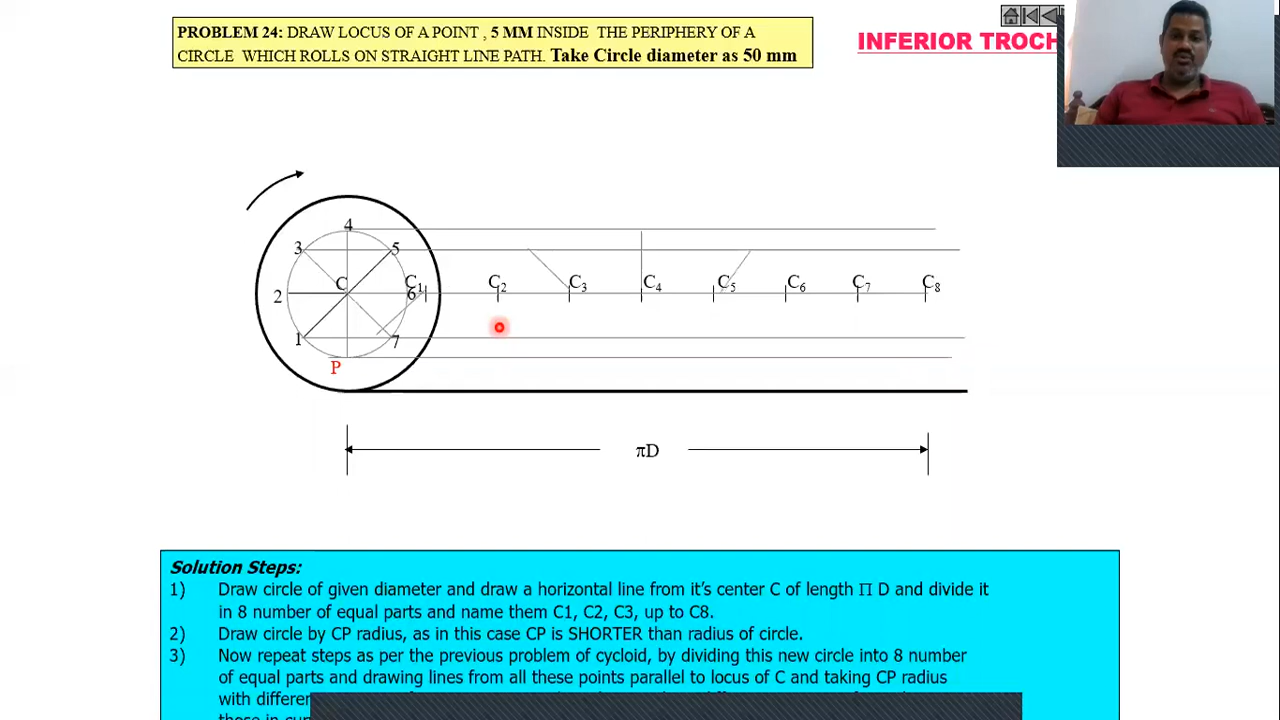 PROBLEM 24: DRAW LOCUS OF A POINT , 5 MM INSIDE THE PERIPHERY OF A
CIRCLE WHICH ROLLS ON STRAIGHT LINE PATH. Take Circle diameter as 50 mm
INFERIOR TROCH
4
3
5
C
C1
C2
C3
C4
C5
C6
C7
C8
2
6
1
7
P
πD
Solution Steps:
1) Draw circle of given diameter and draw a horizontal line from it's center C of length Π D and divide it
in 8 number of equal parts and name them C1, C2, C3, up to C8.
2) Draw circle by CP radius, as in this case CP is SHORTER than radius of circle.
3) Now repeat steps as per the previous problem of cycloid, by dividing this new circle into 8 number
of equal parts and drawing lines from all these points parallel to locus of C and taking CP radius
with differen